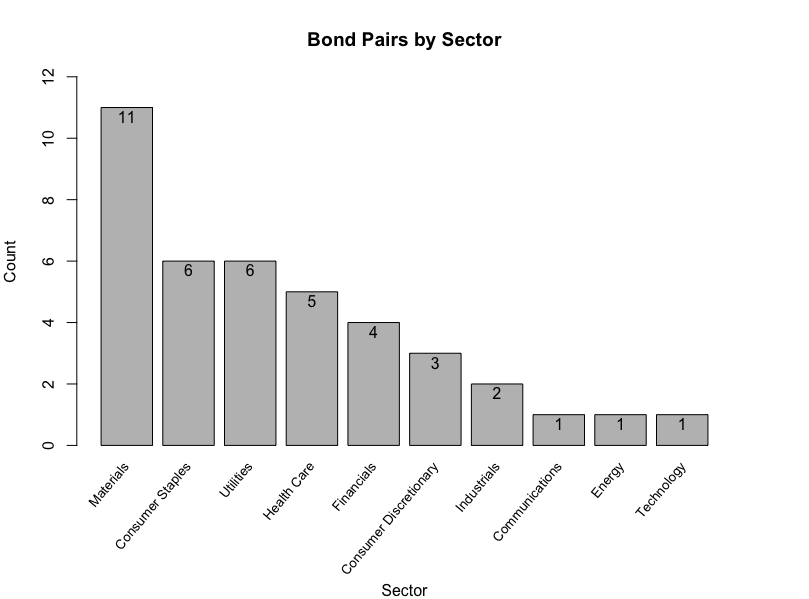 Bond Pairs by Sector
Count
12
10
8
6
4
2
0
11
6
6
5
4
3
2
1
1
1
Materials
Consumer Staples
Utilities
Health Care
Financials
Consumer Discretionary
Industrials
Communications
Energy
Technology
Sector